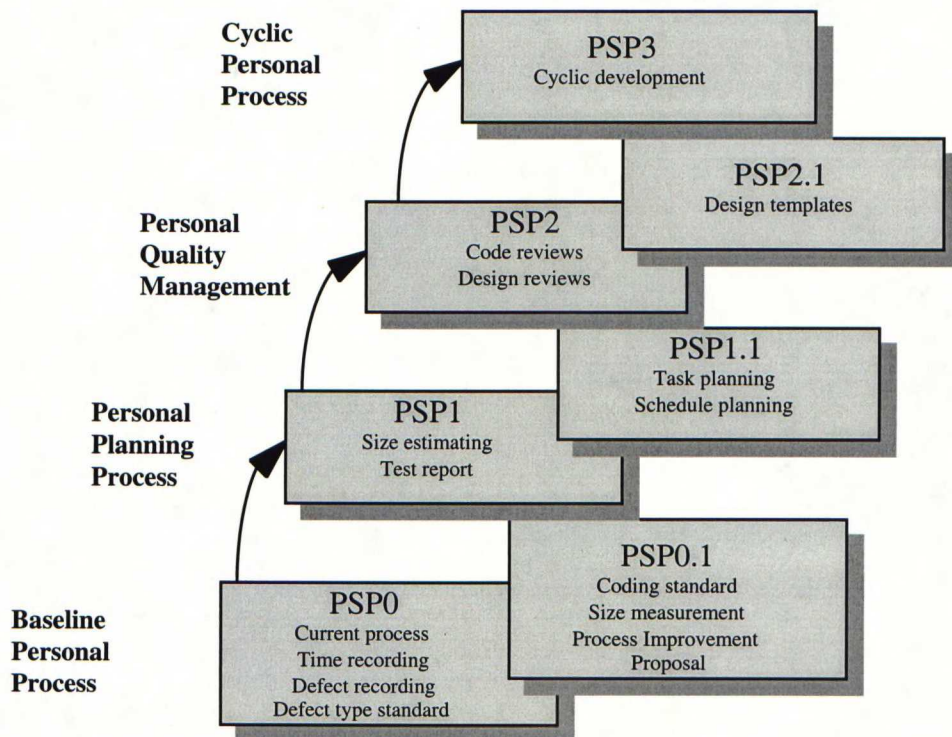 Cyclic
Personal
Process
PSP3
Cyclic development
PSP2.1
Design templates
Personal
Quality
Management
PSP2
Code reviews
Design reviews
PSP1.1
Task planning
Schedule planning
Personal
Planning
Process
PSP1
Size estimating
Test report
PSP0.1
Coding standard
Size measurement
Process Improvement
Proposal
Baseline
Personal
Process
PSP0
Current process
Time recording
Defect recording
Defect type standard